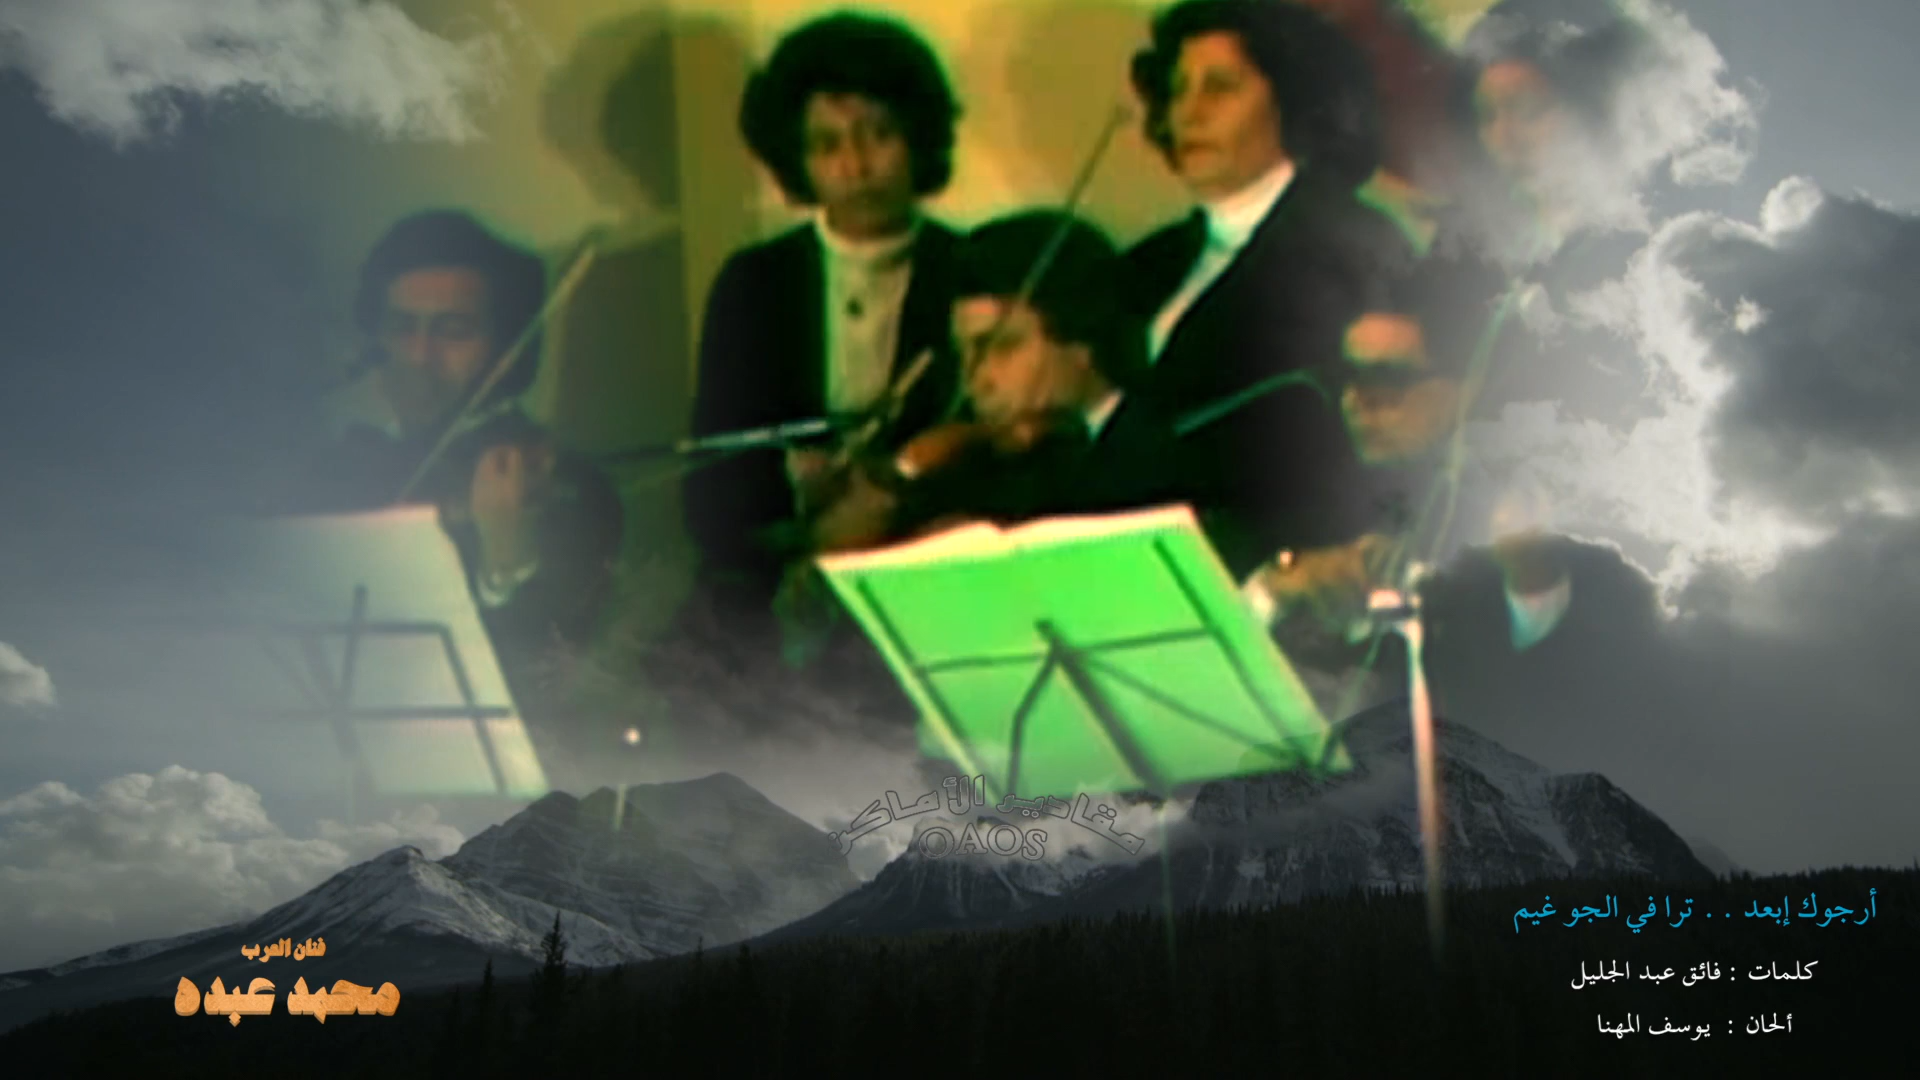 مقادير الأماكن
OAOS
أرجوك إبعد . . ترا في الجو غيم
كلمات : فائق عبد الجليل
ألحان : يوسف المهنا
فنان العرب
محمد عبده